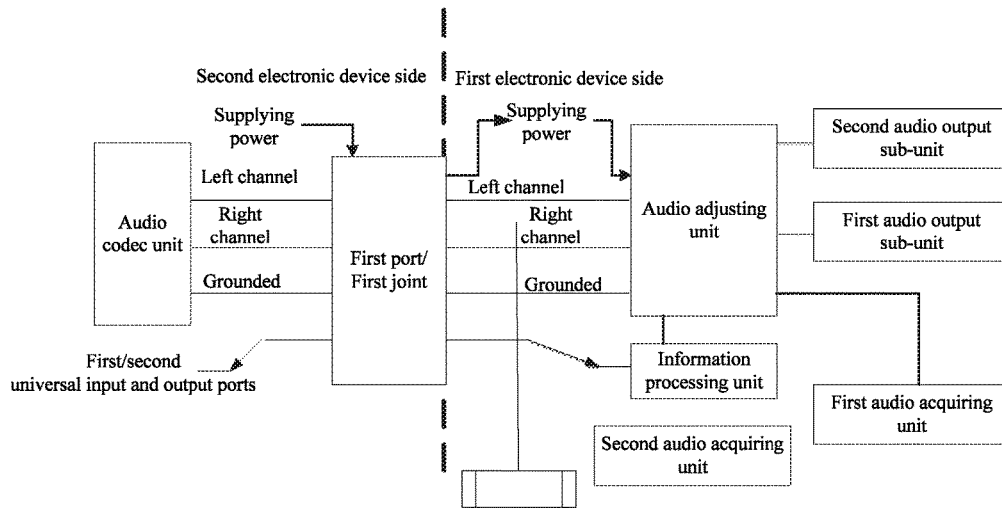 Second electronic device side
First electronic device side
Supplying
power
Supplying
power
Second audio output
sub-unit
Left channel
Left channel
Audio
codec unit
Right
channel
Right
channel
Audio adjusting
unit
First audio output
sub-unit
First port/
First joint
Grounded
Grounded
First/second
universal input and output ports
Information
processing unit
First audio acquiring
unit
Second audio acquiring
unit